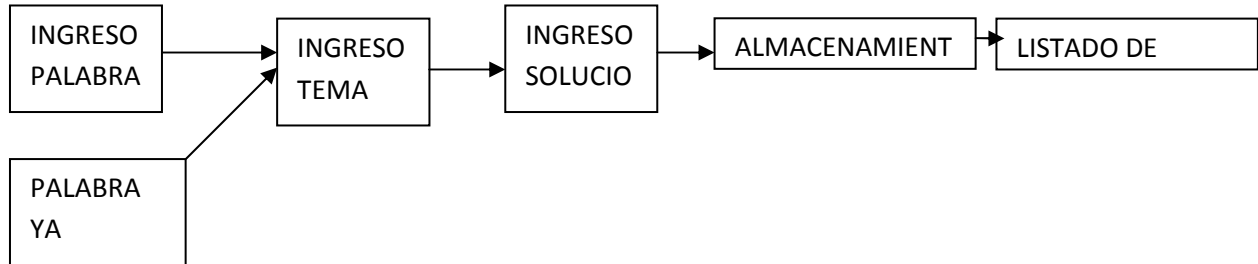 INGRESO
PALABRA
INGRESO
TEMA
INGRESO
SOLUCIO
ALMACENAMIENT
LISTADO DE
PALABRA
YA